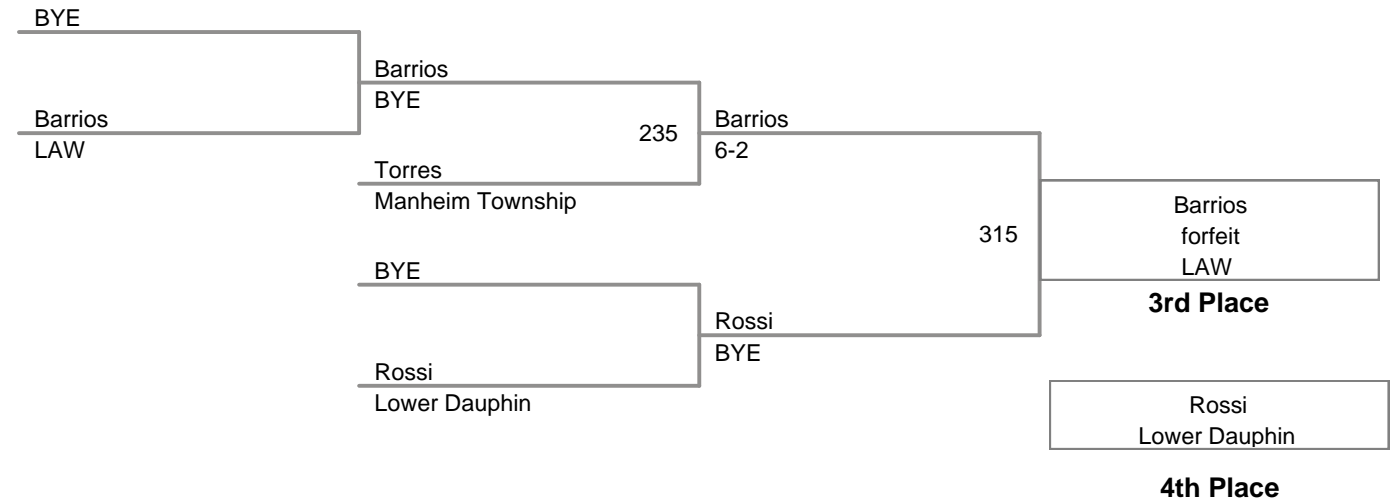 BYE
Barrios
LAW
Barrios
BYE
235
Torres
Manheim Township
Barrios
6-2
BYE
Rossi
Lower Dauphin
Rossi
BYE
315
Barrios
forfeit
LAW
3rd Place
Rossi
Lower Dauphin
4th Place